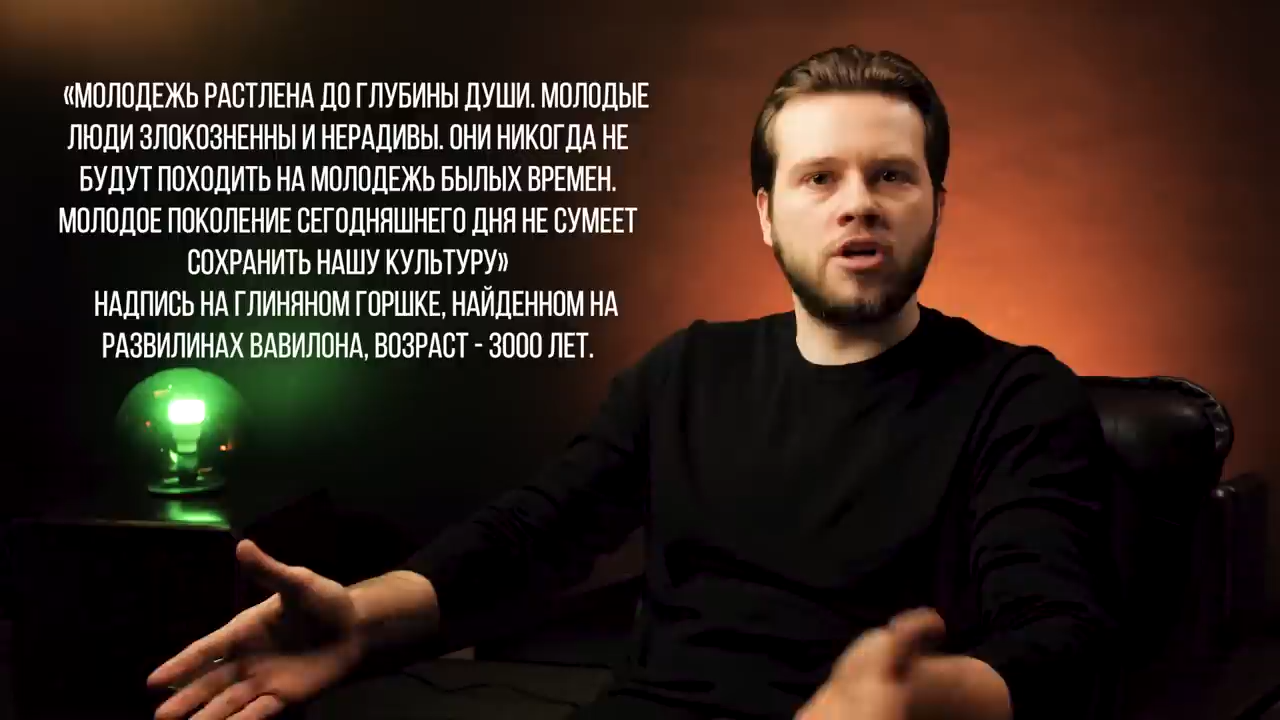 «МОЛОДЕЖЬ РАСТЛЕНА ДО ГЛУБИНЫ ДУШИ. МОЛОДЫЕ
ЛЮДИ ЗЛОКОЗНЕННЫ И НЕРАДИВЫ. ОНИ НИКОГДА НЕ
БУДУТ ПОХОДИТЬ НА МОЛОДЕЖЬ БЫЛЫХ ВРЕМЕН.
МОЛОДОЕ ПОКОЛЕНИЕ СЕГОДНЯШНЕГО ДНЯ НЕ СУМЕЕТ
СОХРАНИТЬ НАШУ КУЛЬТУРУ»
НАДПИСЬ НА ГЛИНЯНОМ ГОРШКЕ, НАЙДЕННОМ НА
РАЗВИЛИНАХ ВАВИЛОНА, ВОЗРАСТ - 3000 ЛЕТ.